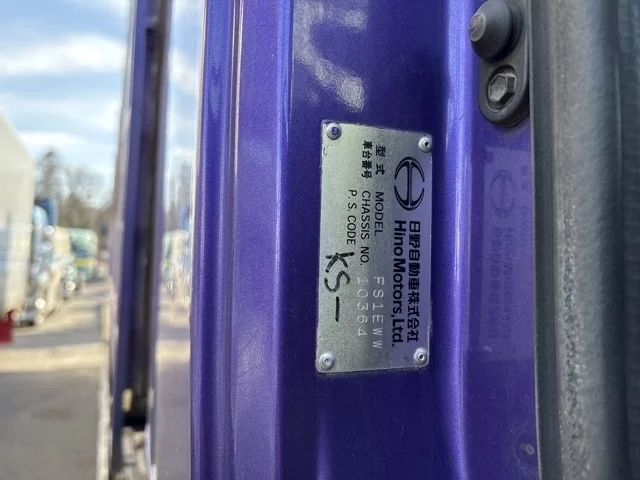 日野自動車株式会社
Hino Motors, Ltd.
型式 MODEL FS1EWW
車台番号 CHASSIS NO. 10364
P. S. CODE KS-